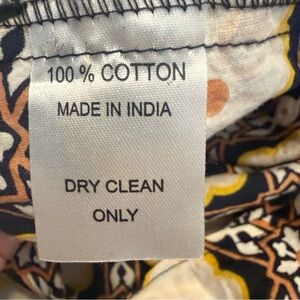 100 % COTTON
MADE IN INDIA
DRY CLEAN
ONLY